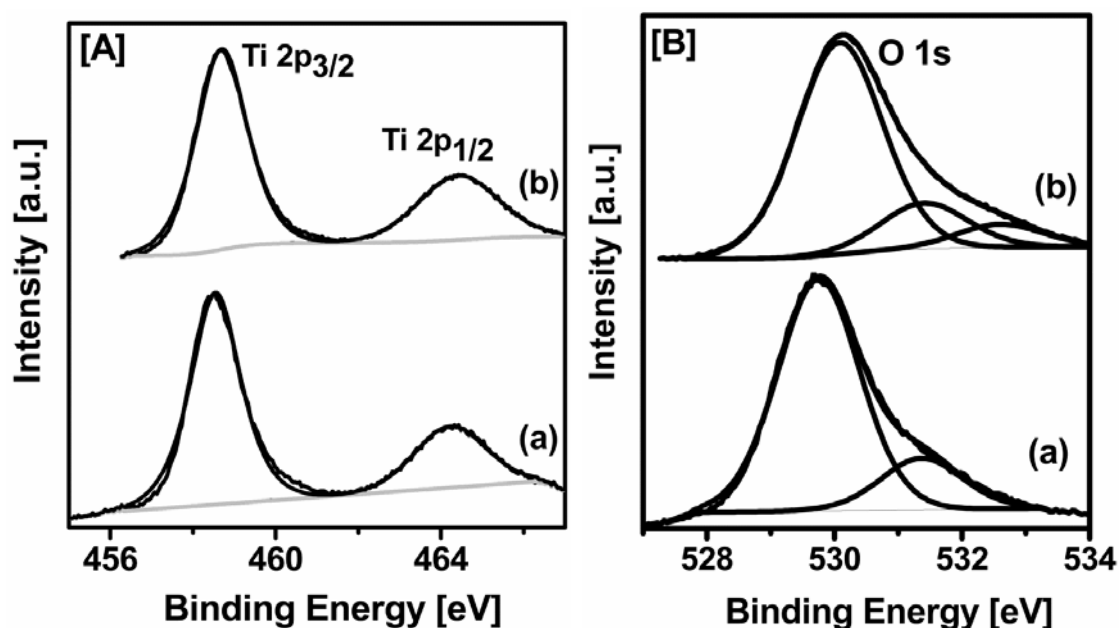 [A]
Ti 2p3/2
Ti 2p1/2
(b)
(a)
Intensity [a.u.]
456 460 464
Binding Energy [eV]
[B]
O 1s
(b)
(a)
Intensity [a.u.]
528 530 532 534
Binding Energy [eV]